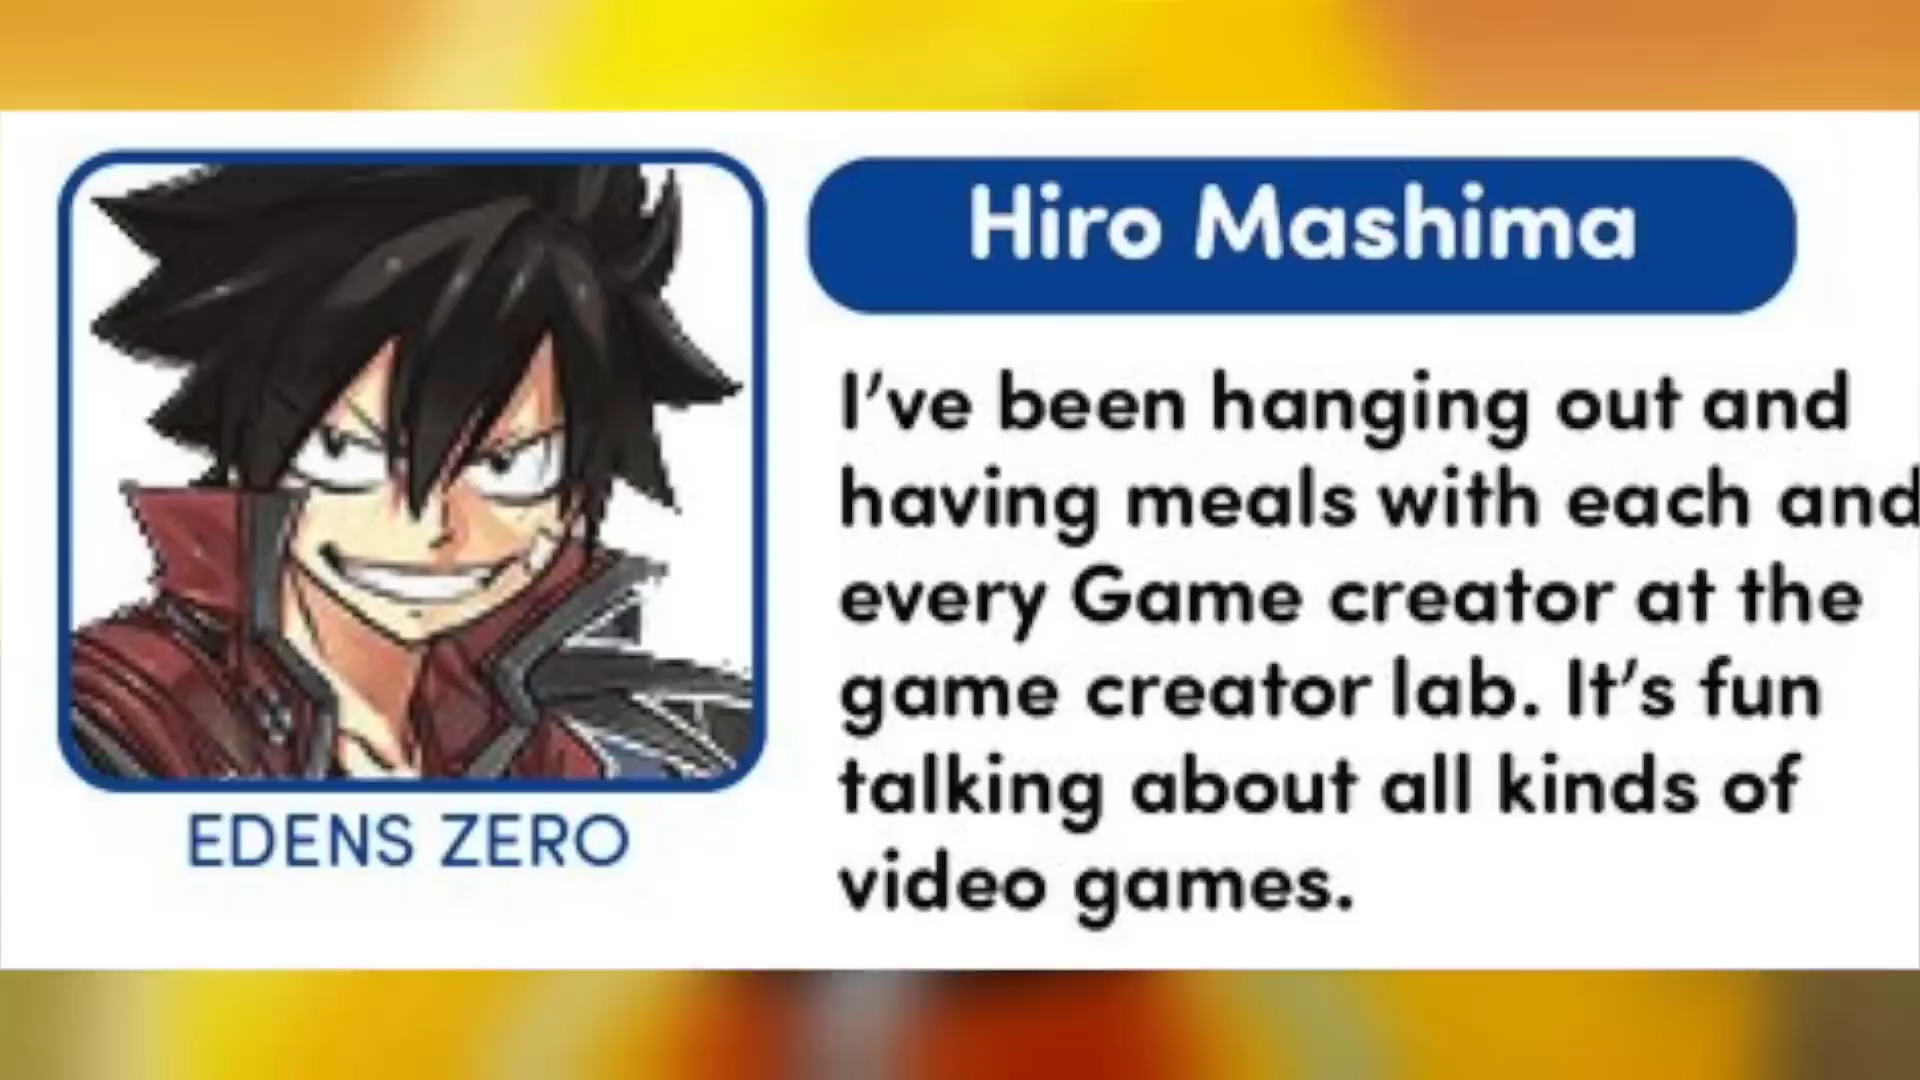 Hiro Mashima
I've been hanging out and
having meals with each and
every Game creator at the
game creator lab. It's fun
talking about all kinds of
video games.
EDENS ZERO